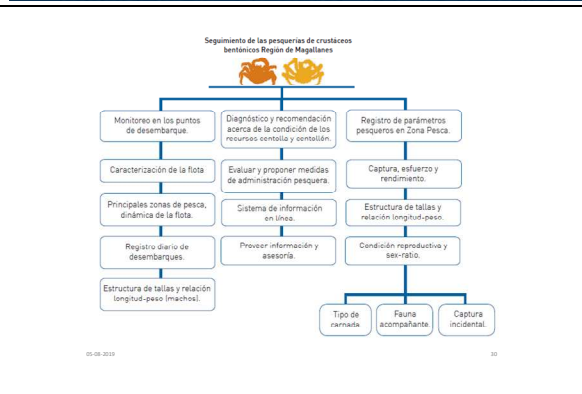 Seguimiento de las pesquerías de crustáceos
bentónicos Región de Magallanes
Monitoreo en los puntos
de desembarque.
Caracterización de la flota
Principales zonas de pesca,
dinámica de la flota.
Registro diario de
desembarques.
Estructura de tallas y relación
longitud-peso (machos).
Diagnóstico y recomendación
acerca de la condición de los
recursos centolla y centollón.
Evaluar y proponer medidas
de administración pesquera.
Sistema de información
en línea.
Proveer información y
asesoría.
Registro de parámetros
pesqueros en Zona Pesca.
Captura, esfuerzo y
rendimiento.
Estructura de tallas y
relación longitud-peso.
Condición reproductiva y
sex-ratio.
Tipo de
carnada
Fauna
acompañante.
Captura
incidental.
05-08-2019
10